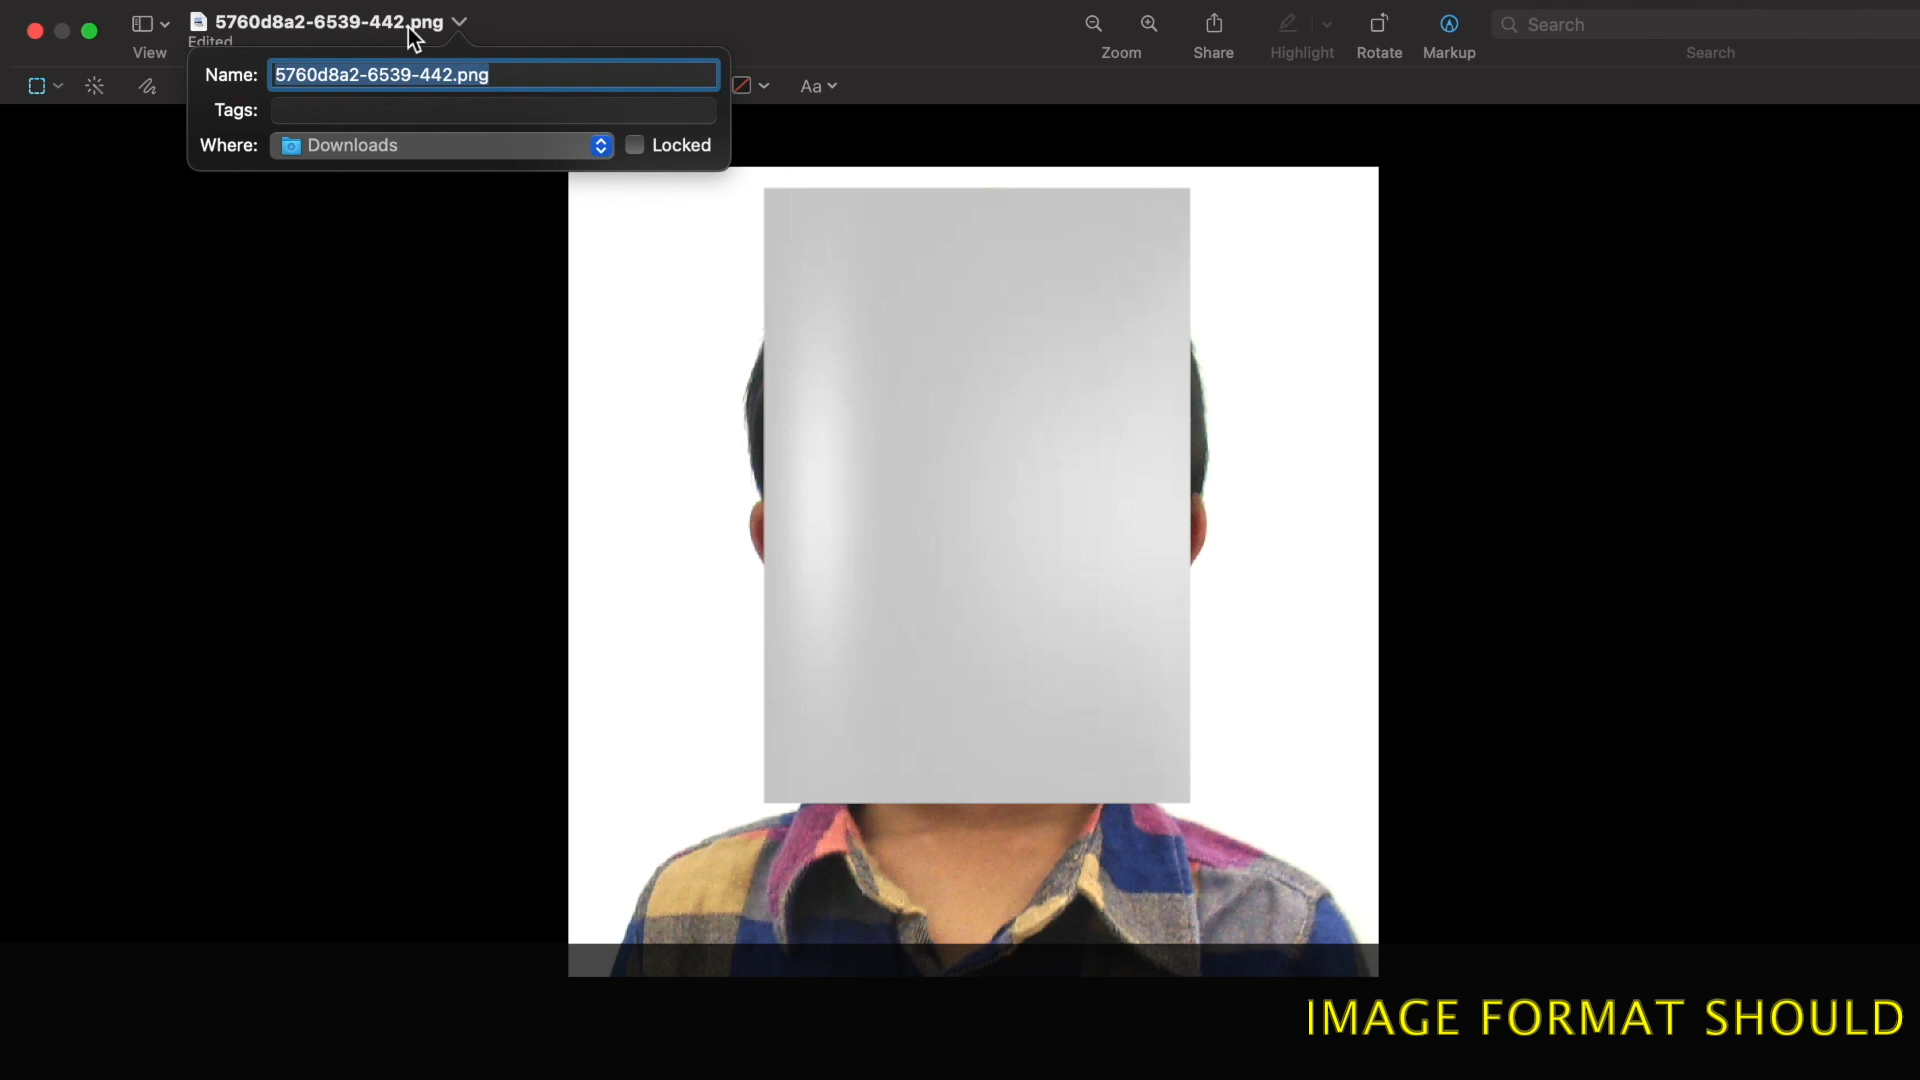 5760d8a2-6539-442.png
Edited
View
Zoom
Share
Highlight
Rotate
Markup
Search
Search
Name: 5760d8a2-6539-442.png
Tags:
Where: Downloads
Locked
Aa
IMAGE FORMAT SHOULD